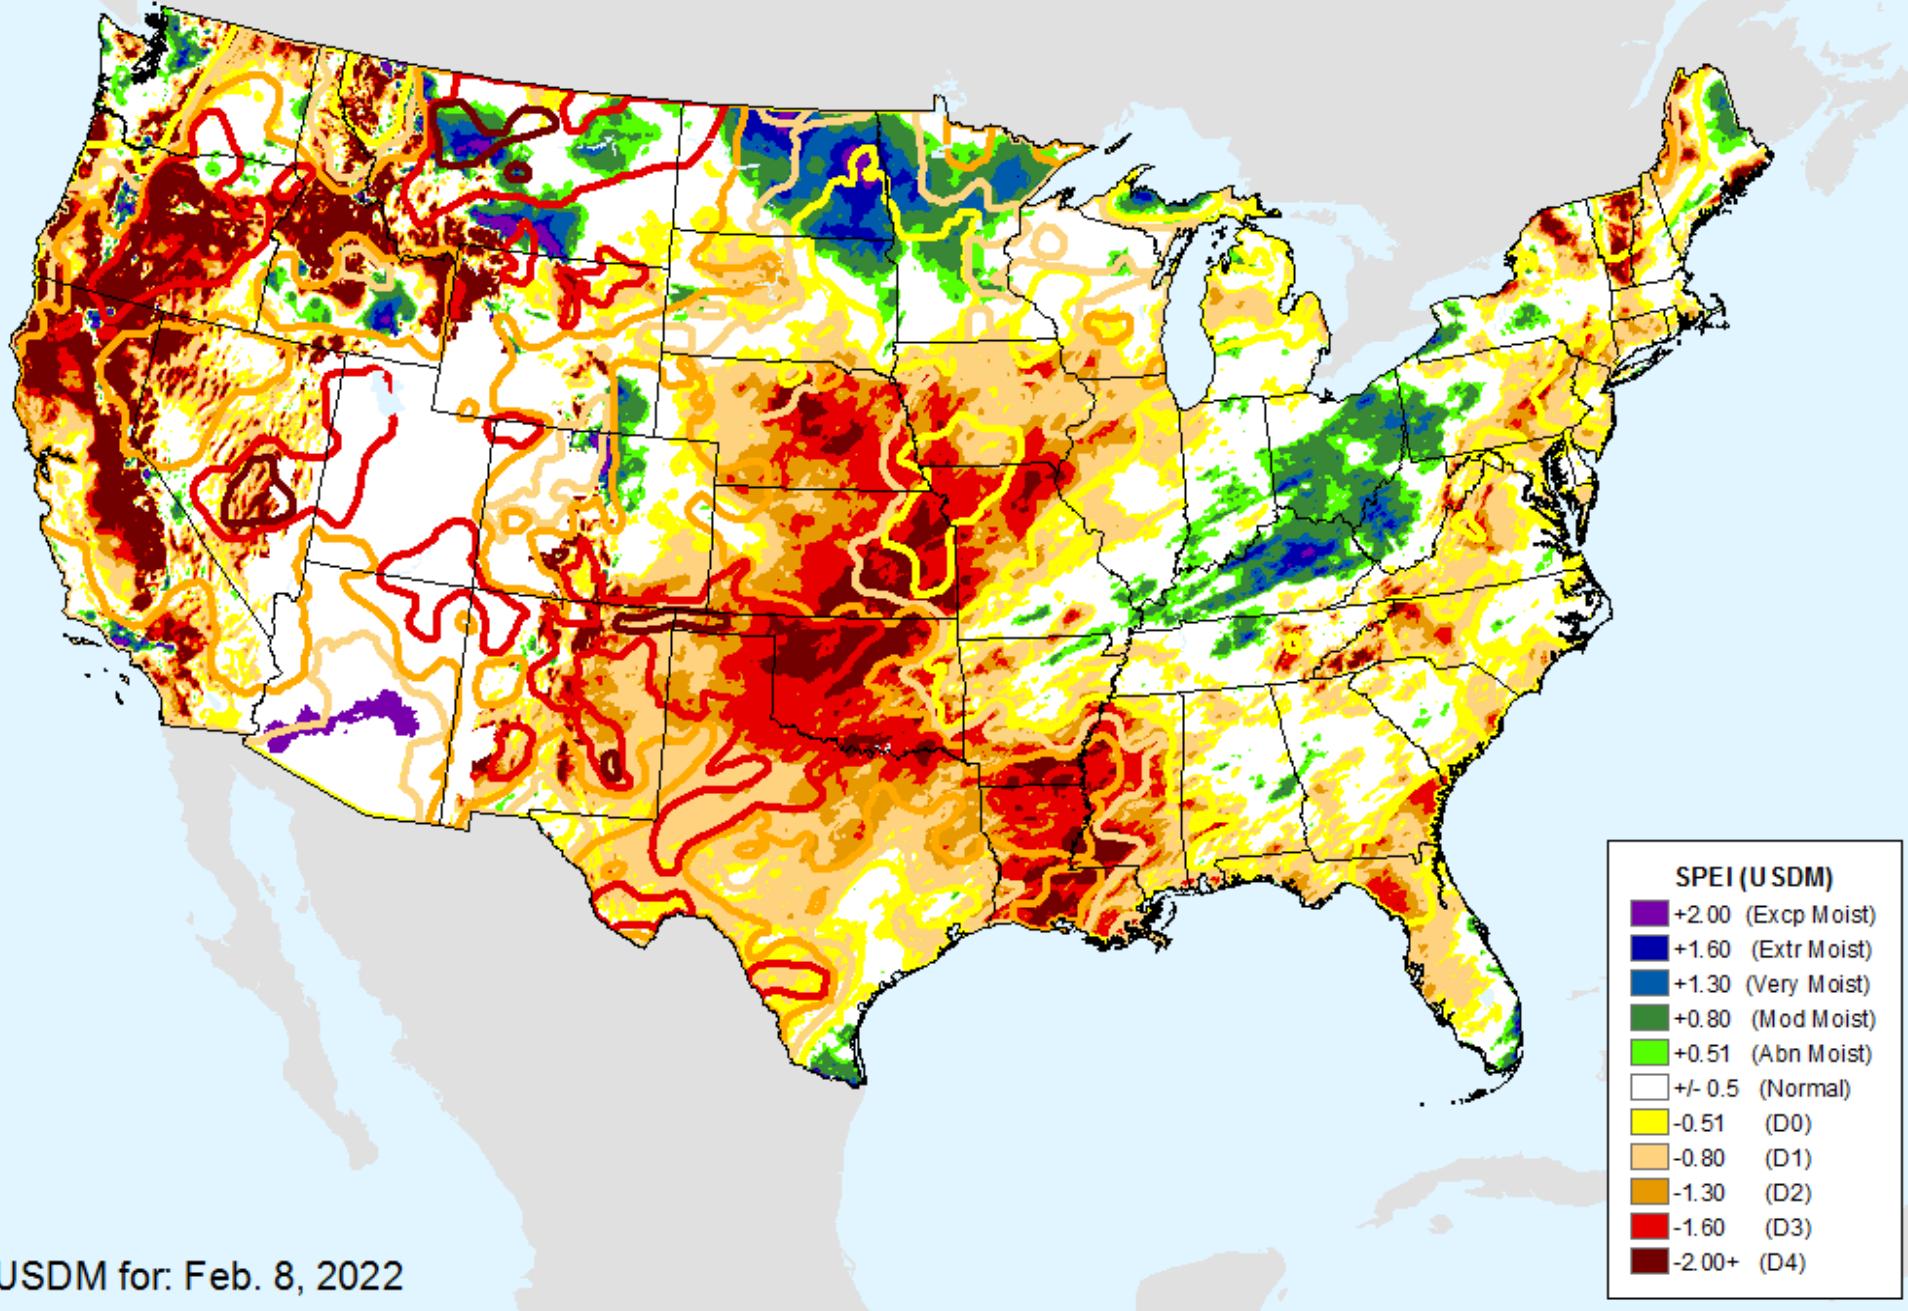 SPEI (USDM)
+2.00 (Excp Moist)
+1.60 (Extr Moist)
+1.30 (Very Moist)
+0.80 (Mod Moist)
+0.51 (Abn Moist)
+/- 0.5 (Normal)
-0.51 (D0)
-0.80 (D1)
-1.30 (D2)
-1.60 (D3)
-2.00+ (D4)
USDM for: Feb. 8, 2022